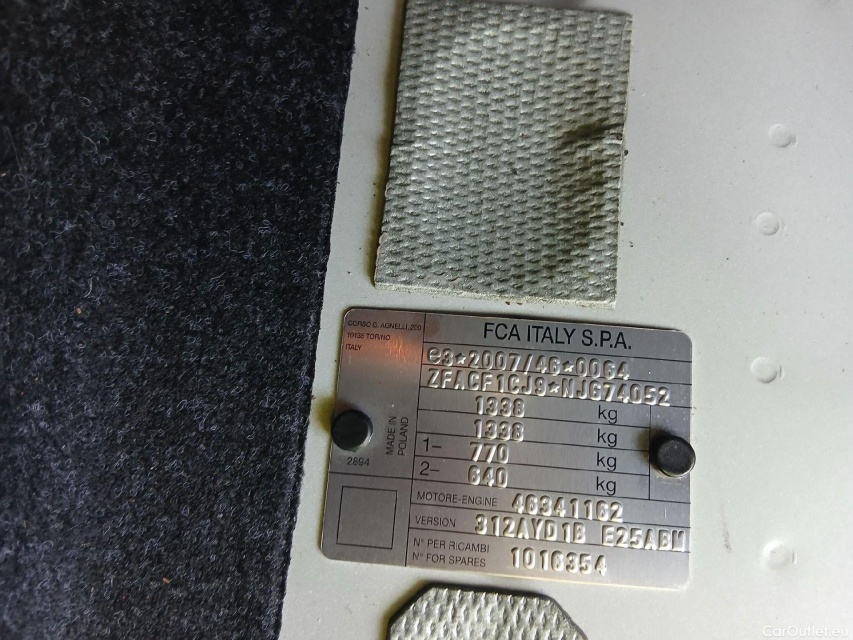 CORSO G. AGNELLI, 200
10135 TORINO
ITALY
FCA ITALY S.P.A.
e3*2007/46*0064
ZFACF1CJ9*NJG74052
1338 kg
1338 kg
1– 770 kg
2– 640 kg
MADE IN
POLAND
2894
MOTORE-ENGINE 46341162
VERSION 312AYD1B E25ABM
N° PER RICAMBI
N° FOR SPARES 1016354
CarOutlet.eu